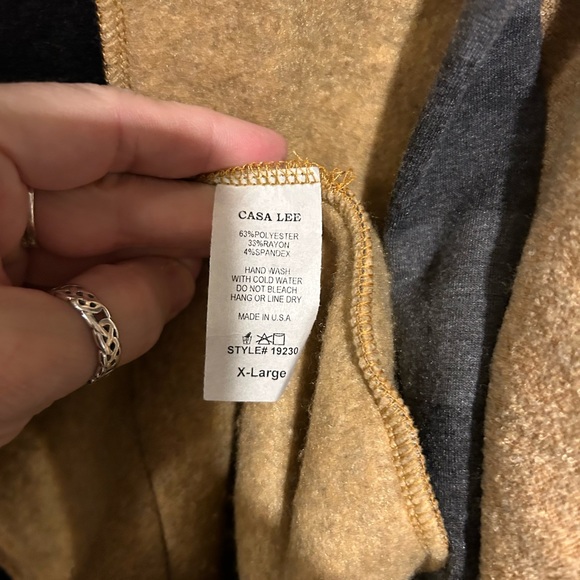 CASA LEE
63%POLYESTER
33%RAYON
4%SPANDEX
HAND WASH
WITH COLD WATER
DO NOT BLEACH
HANG OR LINE DRY
MADE IN U.S.A
STYLE# 19230
X-Large